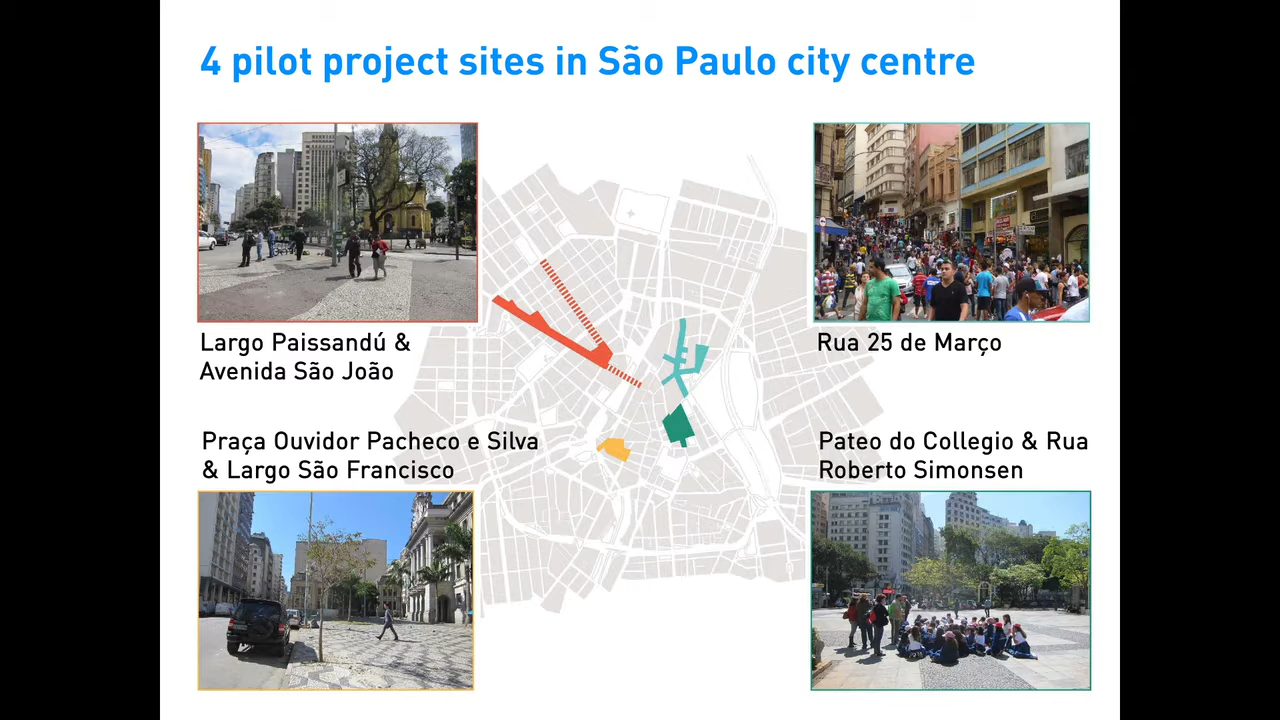 4 pilot project sites in São Paulo city centre
Largo Paissandú &
Avenida São João
Rua 25 de Março
Praça Ouvidor Pacheco e Silva
& Largo São Francisco
Pateo do Collegio & Rua
Roberto Simonsen